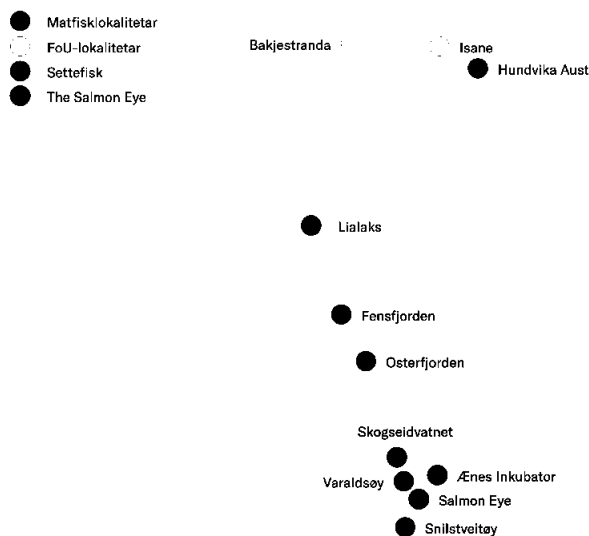 Matfisklokalitetar
FoU-lokalitetar
Settefisk
The Salmon Eye
Bakjestranda
Isane
Hundvika Aust
Lialaks
Fensfjorden
Osterfjorden
Skogseidvatnet
Varaldsøy
Ænes Inkubator
Salmon Eye
Snilstveitøy